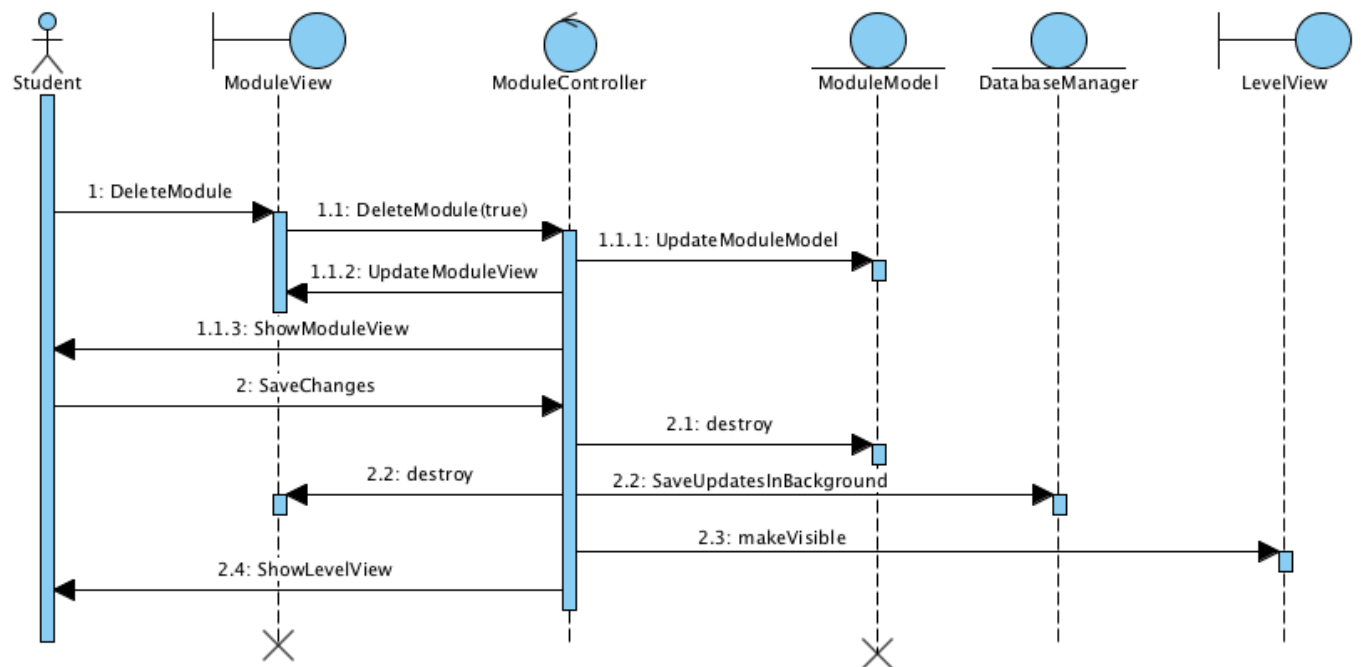 Student
ModuleView
ModuleController
ModuleModel
DatabaseManager
LevelView
1: DeleteModule
1.1: DeleteModule(true)
1.1.1: UpdateModuleModel
1.1.2: UpdateModuleView
1.1.3: ShowModuleView
2: SaveChanges
2.1: destroy
2.2: destroy
2.2: SaveUpdatesInBackground
2.3: makeVisible
2.4: ShowLevelView